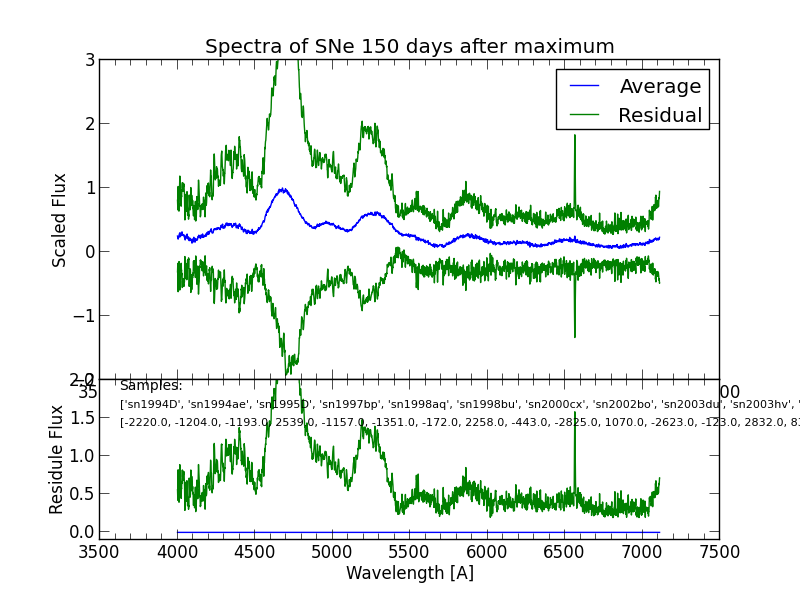 Spectra of SNe 150 days after maximum
Average
Residual
Scaled Flux
3
2
1
0
−1
Samples:
['sn1994D', 'sn1994ae', 'sn1995D', 'sn1997bp', 'sn1998aq', 'sn1998bu', 'sn2000cx', 'sn2002bo', 'sn2003du', 'sn2003hv', '
[-2220.0, -1204.0, -1193.0, 2539.0, -1157.0, -1351.0, -172.0, 2258.0, -443.0, -2825.0, 1070.0, -2623.0, -123.0, 2832.0, 83
Residule Flux
2.0
1.5
1.0
0.5
0.0
3500 4000 4500 5000 5500 6000 6500 7000 7500
Wavelength [A]